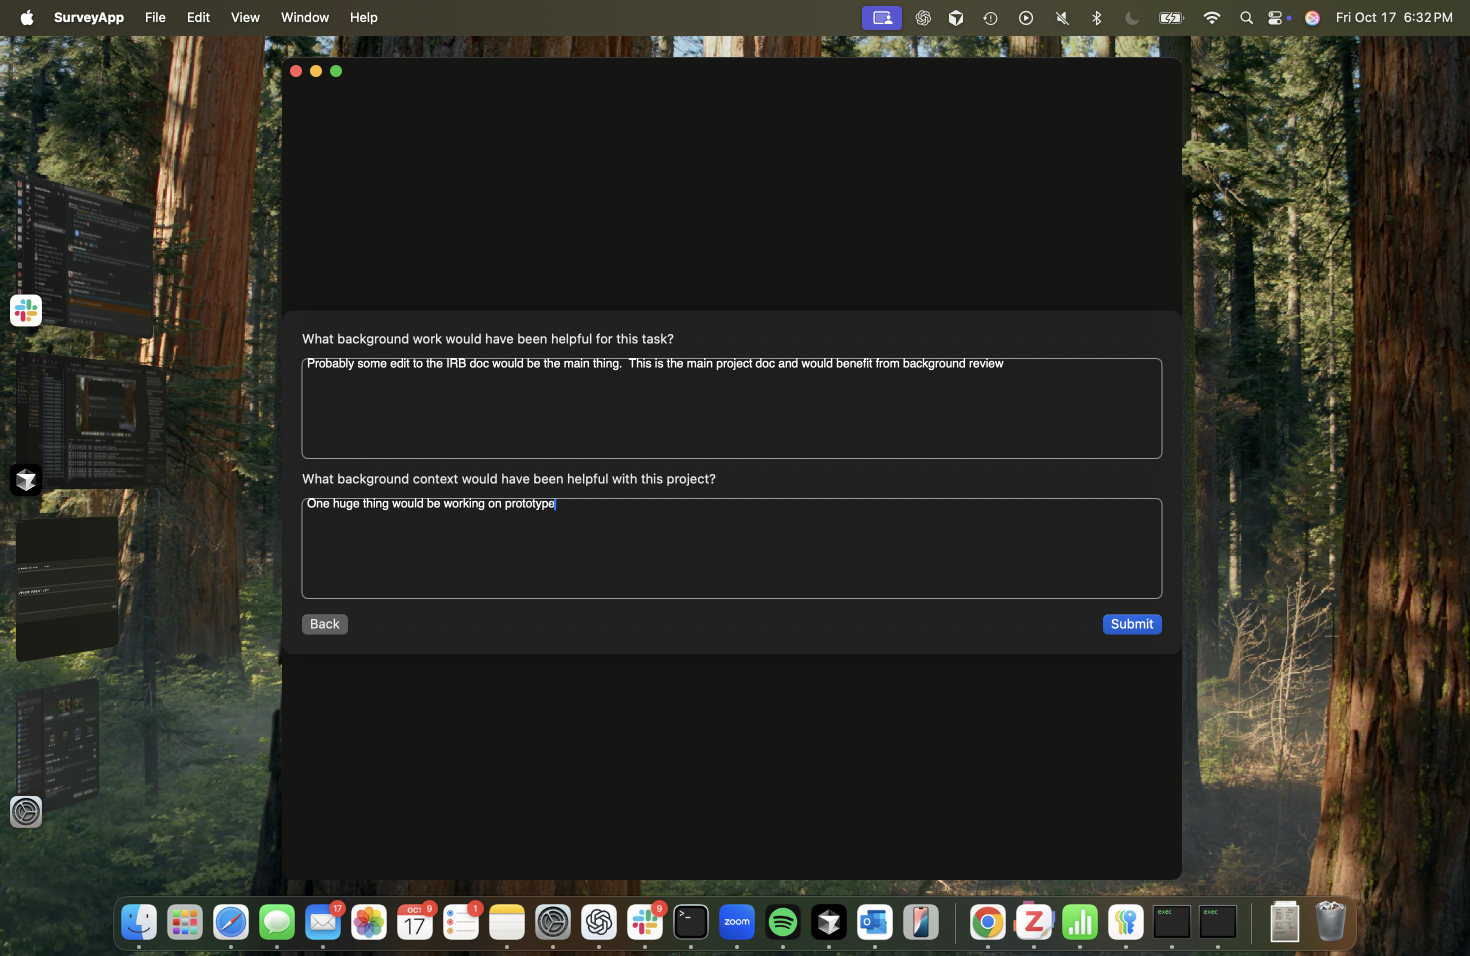 SurveyApp File Edit View Window Help Fri Oct 17 6:32 PM
What background work would have been helpful for this task?
Probably some edit to the IRB doc would be the main thing.  This is the main project doc and would benefit from background review
What background context would have been helpful with this project?
One huge thing would be working on prototype
Back Submit
17 OCT 9 1 9
17 zoom exec exec